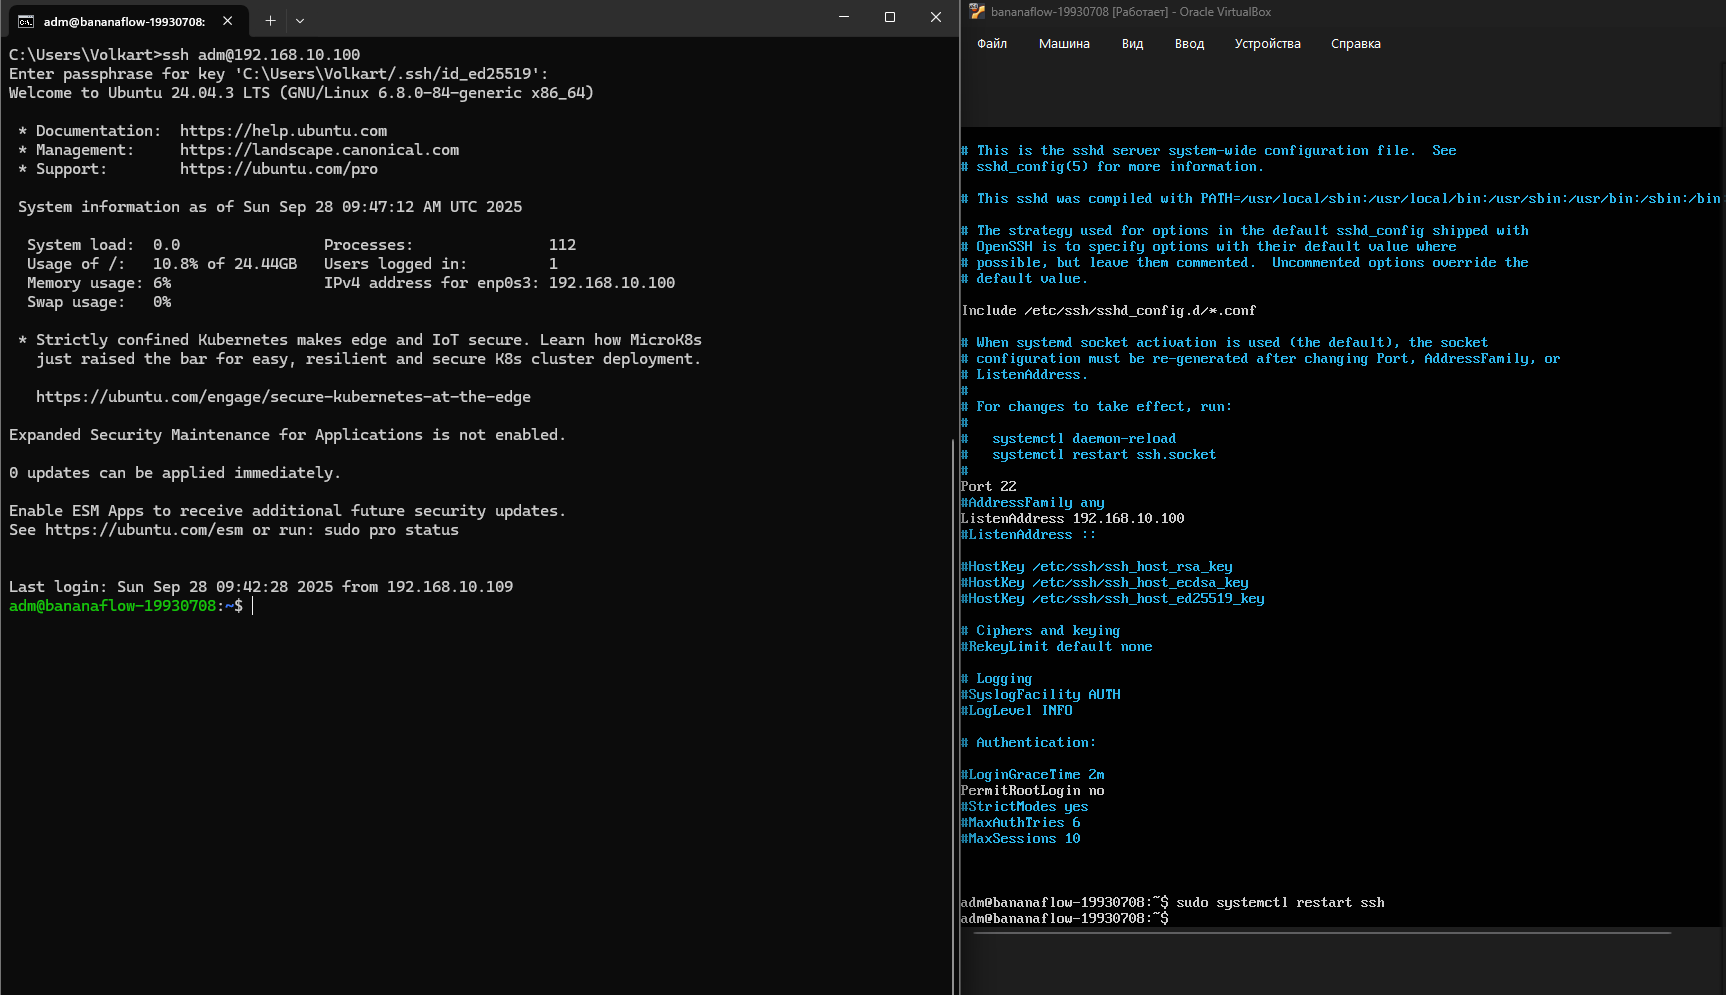 adm@bananaflow-19930708:
C:\Users\Volkart>ssh adm@192.168.10.100
Enter passphrase for key 'C:\Users\Volkart/.ssh/id_ed25519':
Welcome to Ubuntu 24.04.3 LTS (GNU/Linux 6.8.0-84-generic x86_64)
* Documentation:  https://help.ubuntu.com
* Management:     https://landscape.canonical.com
* Support:        https://ubuntu.com/pro
System information as of Sun Sep 28 09:47:12 AM UTC 2025
System load:  0.0                Processes:               112
Usage of /:   10.8% of 24.44GB   Users logged in:         1
Memory usage: 6%                 IPv4 address for enp0s3: 192.168.10.100
Swap usage:   0%
* Strictly confined Kubernetes makes edge and IoT secure. Learn how MicroK8s
just raised the bar for easy, resilient and secure K8s cluster deployment.
https://ubuntu.com/engage/secure-kubernetes-at-the-edge
Expanded Security Maintenance for Applications is not enabled.
0 updates can be applied immediately.
Enable ESM Apps to receive additional future security updates.
See https://ubuntu.com/esm or run: sudo pro status
Last login: Sun Sep 28 09:42:28 2025 from 192.168.10.109
adm@bananaflow-19930708:~$
bananaflow-19930708 [Работает] - Oracle VirtualBox
Файл Машина Вид Ввод Устройства Справка
# This is the sshd server system-wide configuration file.  See
# sshd_config(5) for more information.
# This sshd was compiled with PATH=/usr/local/sbin:/usr/local/bin:/usr/sbin:/usr/bin:/sbin:/bin
# The strategy used for options in the default sshd_config shipped with
# OpenSSH is to specify options with their default value where
# possible, but leave them commented.  Uncommented options override the
# default value.
Include /etc/ssh/sshd_config.d/*.conf
# When systemd socket activation is used (the default), the socket
# configuration must be re-generated after changing Port, AddressFamily, or
# ListenAddress.
#
# For changes to take effect, run:
#
#   systemctl daemon-reload
#   systemctl restart ssh.socket
#
Port 22
#AddressFamily any
ListenAddress 192.168.10.100
#ListenAddress ::
#HostKey /etc/ssh/ssh_host_rsa_key
#HostKey /etc/ssh/ssh_host_ecdsa_key
#HostKey /etc/ssh/ssh_host_ed25519_key
# Ciphers and keying
#RekeyLimit default none
# Logging
#SyslogFacility AUTH
#LogLevel INFO
# Authentication:
#LoginGraceTime 2m
PermitRootLogin no
#StrictModes yes
#MaxAuthTries 6
#MaxSessions 10
adm@bananaflow-19930708:~$ sudo systemctl restart ssh
adm@bananaflow-19930708:~$